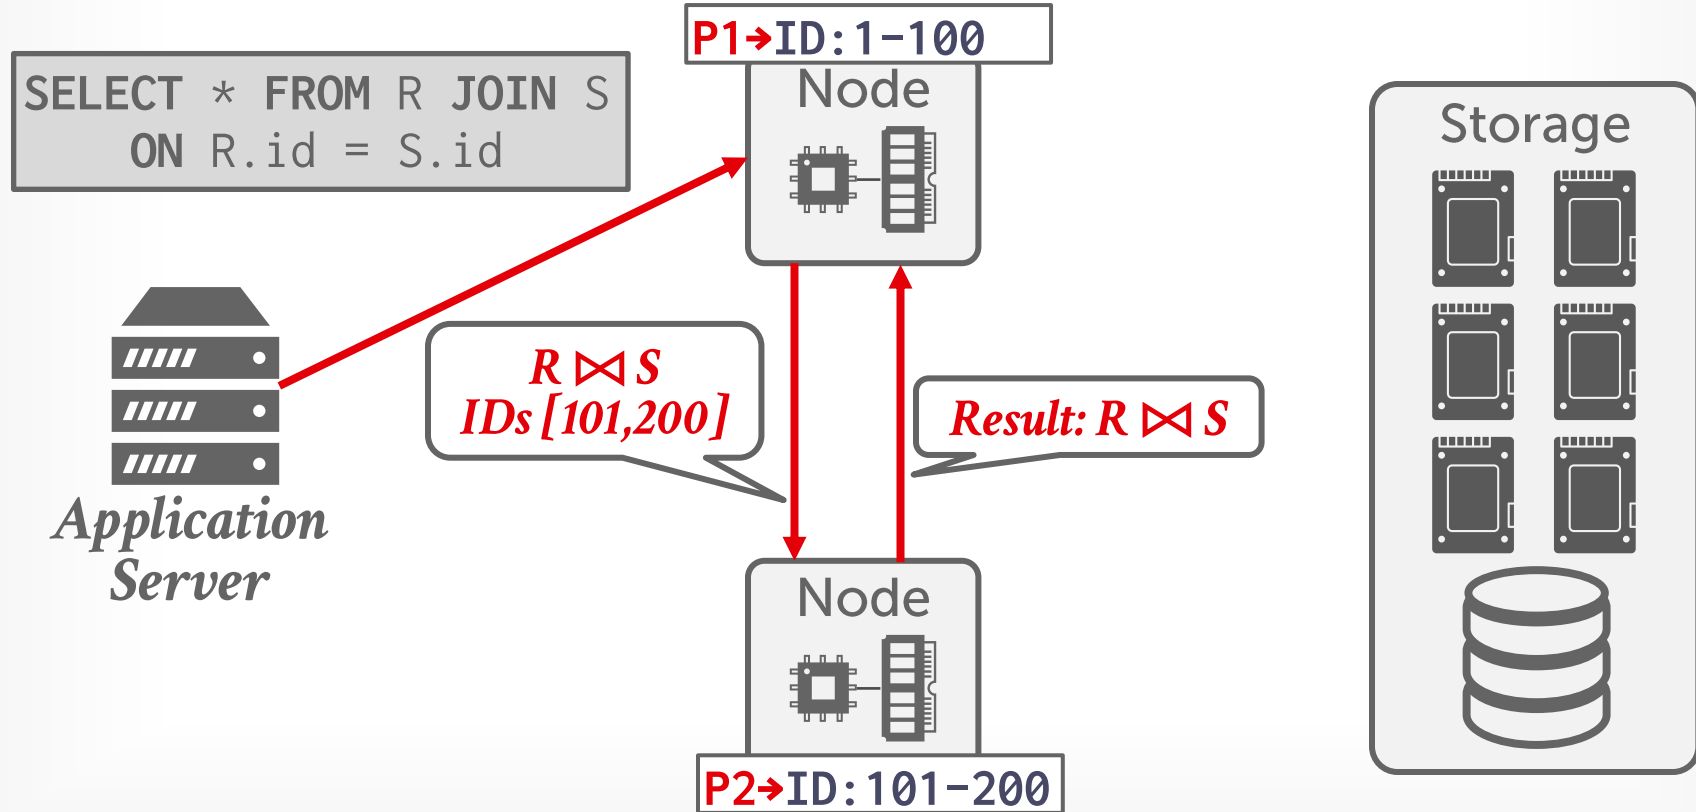 P1→ID:1-100
SELECT * FROM R JOIN S
ON R.id = S.id
Node
Storage
R ⋈ S
IDs [101,200]
Result: R ⋈ S
Application
Server
Node
P2→ID:101-200